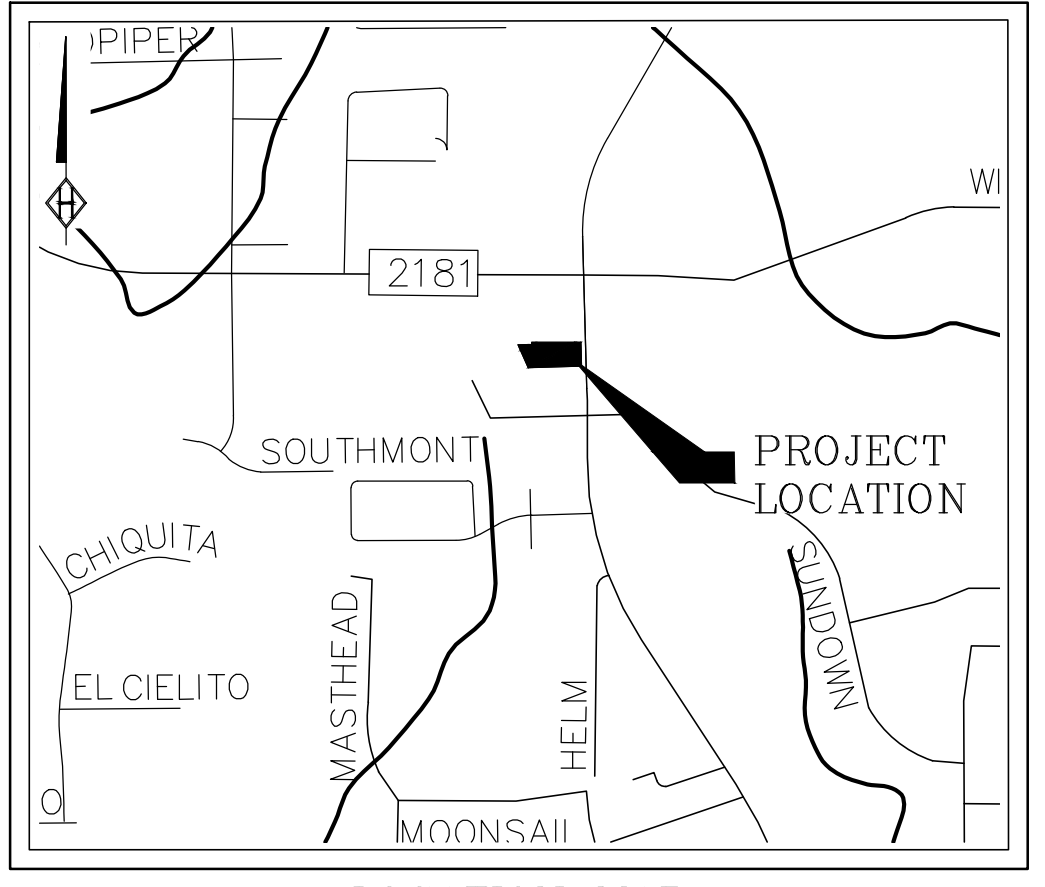 PIPER
H
WI
2181
PROJECT
LOCATION
SOUTHMONT
CHIQUITA
SUNDOWN
MASTHEAD
EL CIELITO
HELM
O
MOONSAIL